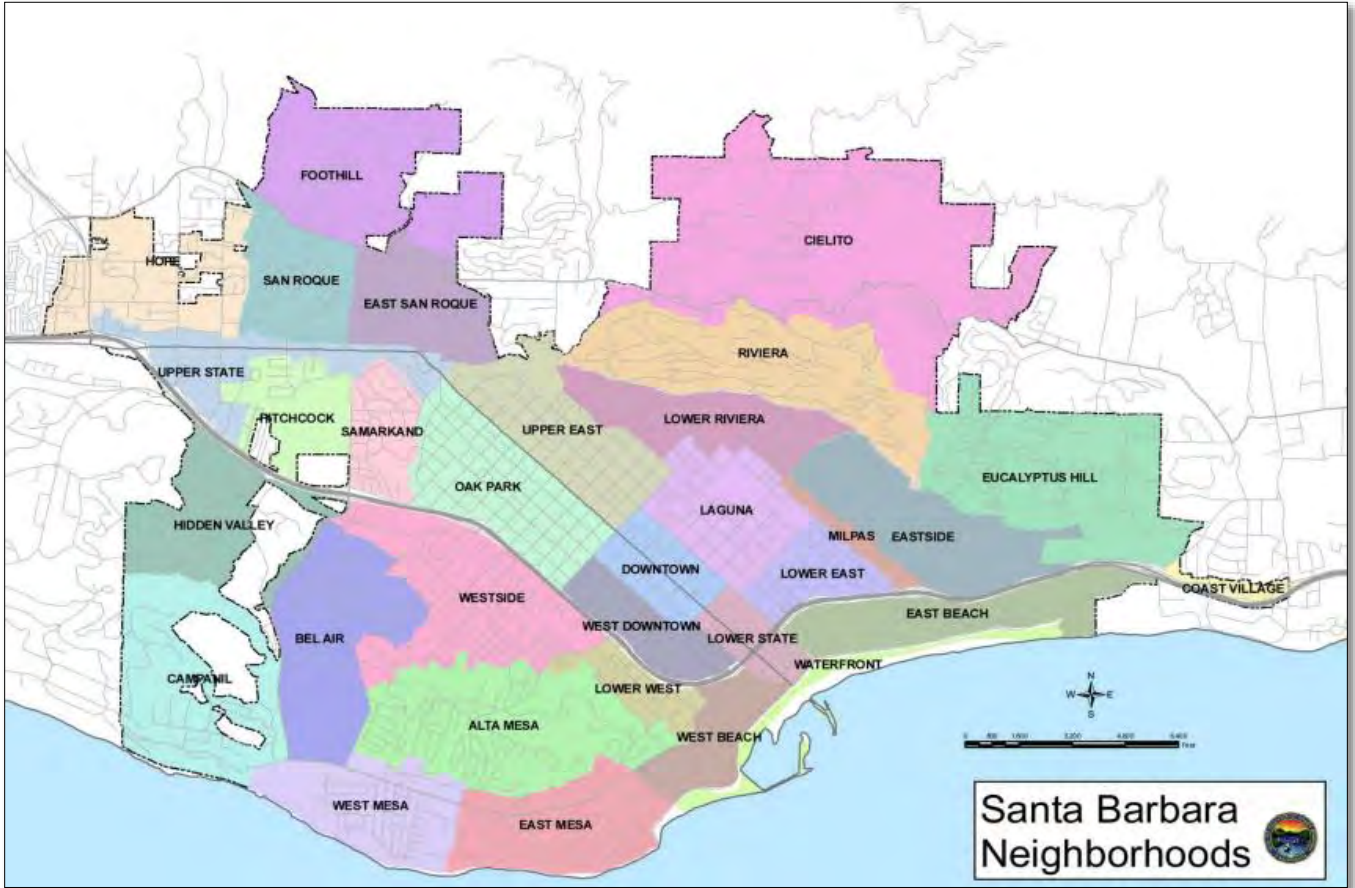 FOOTHILL
CIELITO
HOPE
SAN ROQUE
EAST SAN ROQUE
RIVIERA
UPPER STATE
HITCHCOCK
SAMARKAND
UPPER EAST
LOWER RIVIERA
OAK PARK
EUCALYPTUS HILL
LAGUNA
HIDDEN VALLEY
MILPAS
EASTSIDE
DOWNTOWN
LOWER EAST
COAST VILLAGE
WESTSIDE
EAST BEACH
WEST DOWNTOWN
BEL AIR
LOWER STATE
WATERFRONT
CAMPANIL
LOWER WEST
N
W E
S
ALTA MESA
WEST BEACH
WEST MESA
EAST MESA
Santa Barbara
Neighborhoods